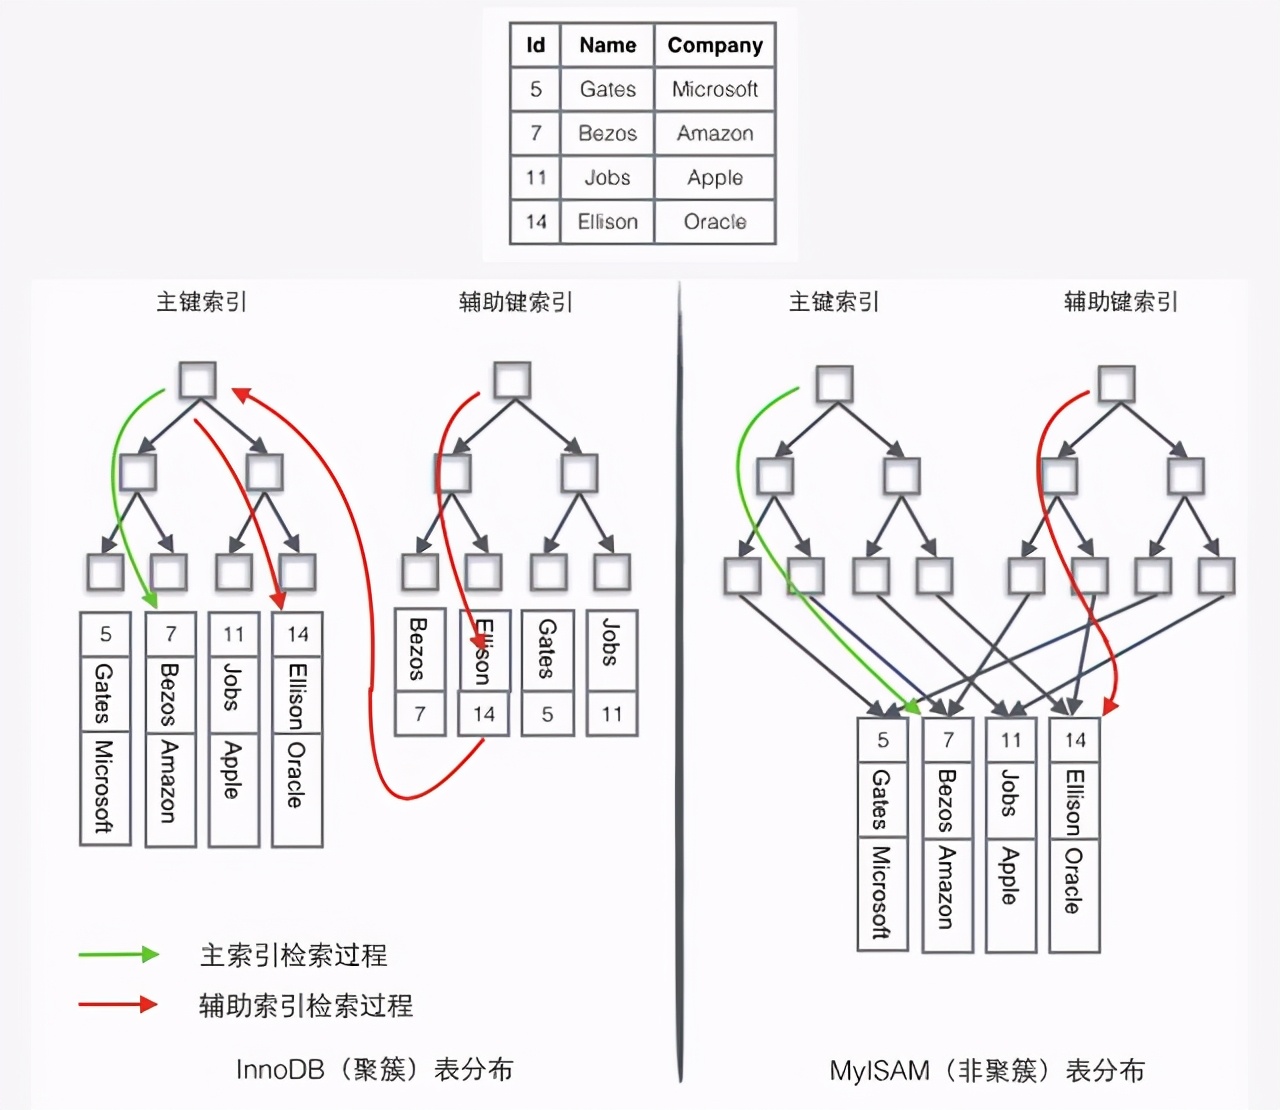 Id Name Company
5 Gates Microsoft
7 Bezos Amazon
11 Jobs Apple
14 Ellison Oracle
主键索引
辅助键索引
5 7 11 14
Gates Bezos Jobs Ellison
Microsoft Amazon Apple Oracle
Bezos Ellison Gates Jobs
7 14 5 11
主索引检索过程
辅助索引检索过程
InnoDB（聚簇）表分布
主键索引
辅助键索引
5 7 11 14
Gates Bezos Jobs Ellison
Microsoft Amazon Apple Oracle
MyISAM（非聚簇）表分布